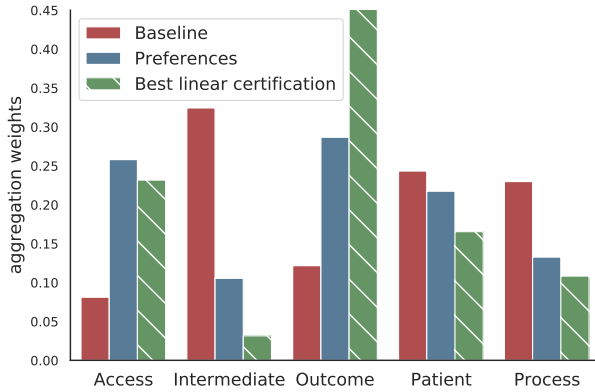 0.45
0.40
0.35
0.30
0.25
0.20
0.15
0.10
0.05
0.00
aggregation weights
Baseline
Preferences
Best linear certification
Access Intermediate Outcome Patient Process